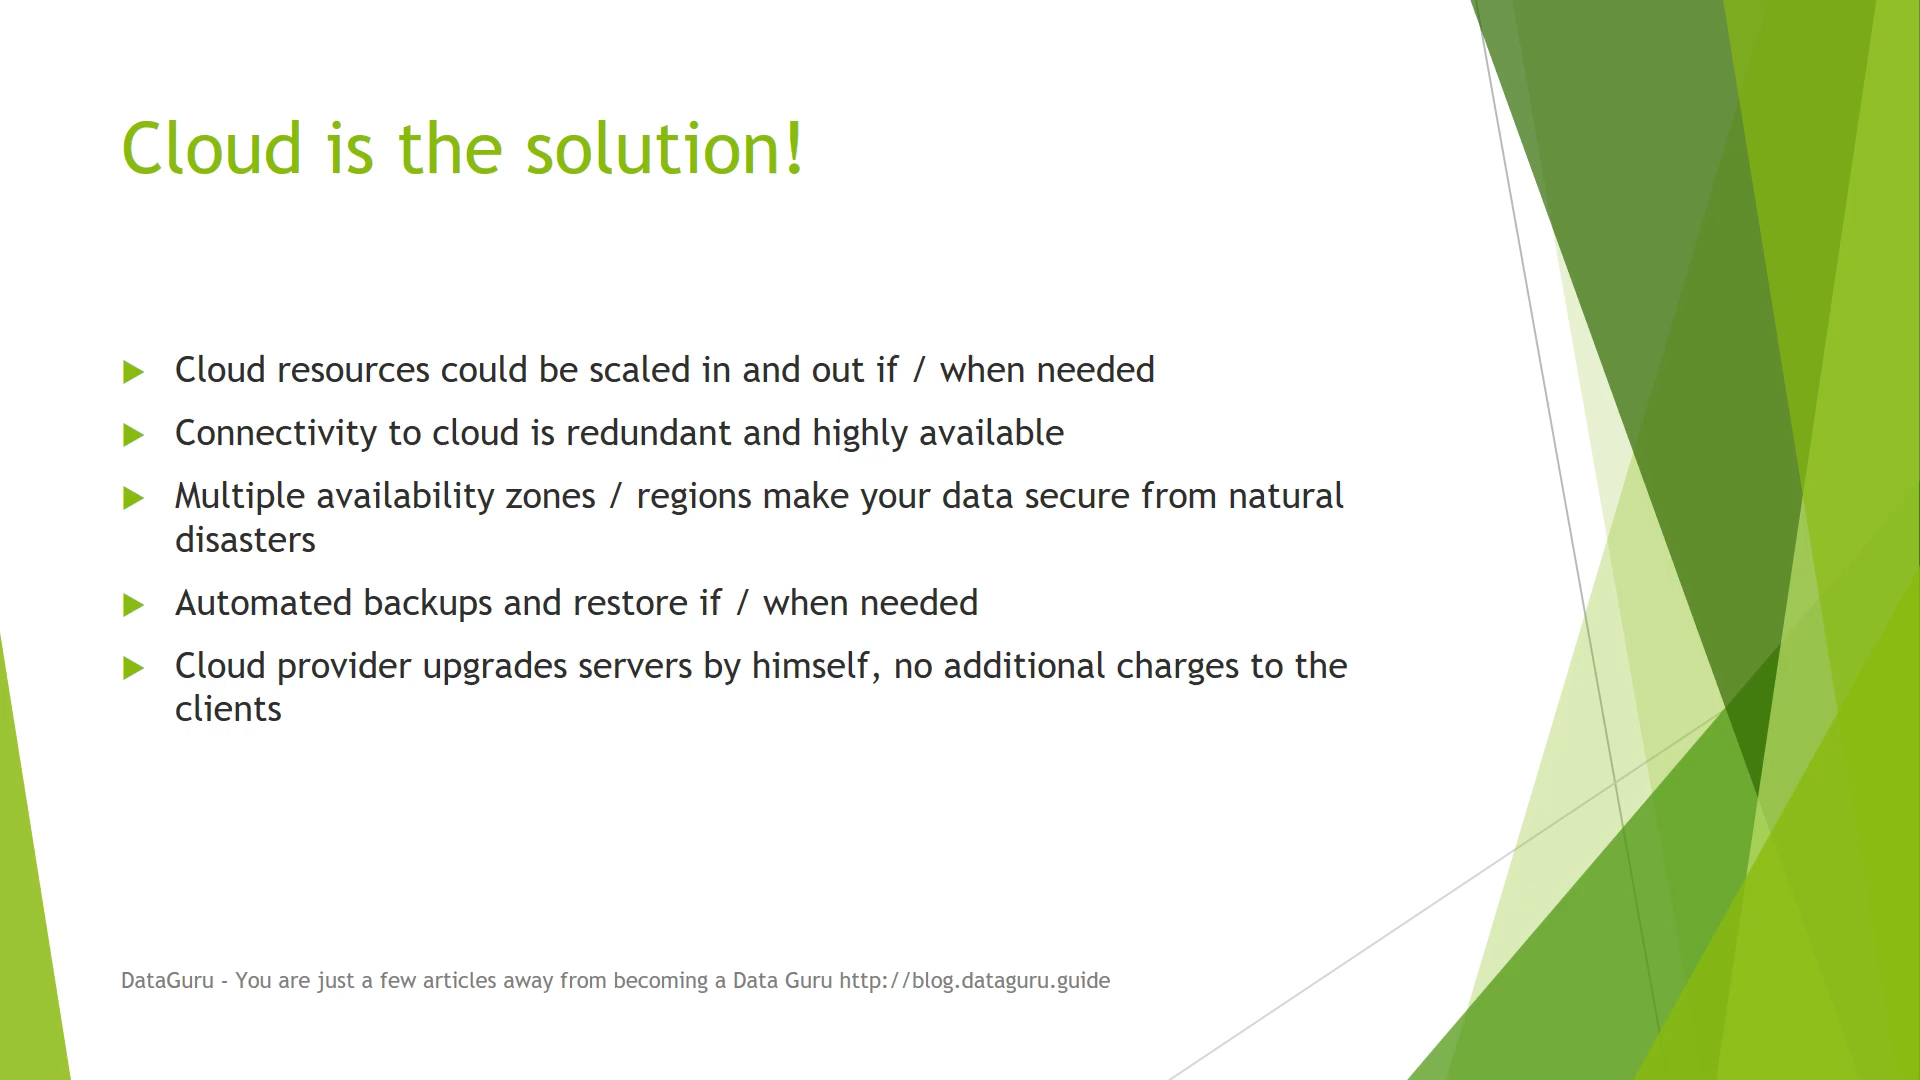 Cloud is the solution!
Cloud resources could be scaled in and out if / when needed
Connectivity to cloud is redundant and highly available
Multiple availability zones / regions make your data secure from natural
disasters
Automated backups and restore if / when needed
Cloud provider upgrades servers by himself, no additional charges to the
clients
DataGuru - You are just a few articles away from becoming a Data Guru http://blog.dataguru.guide